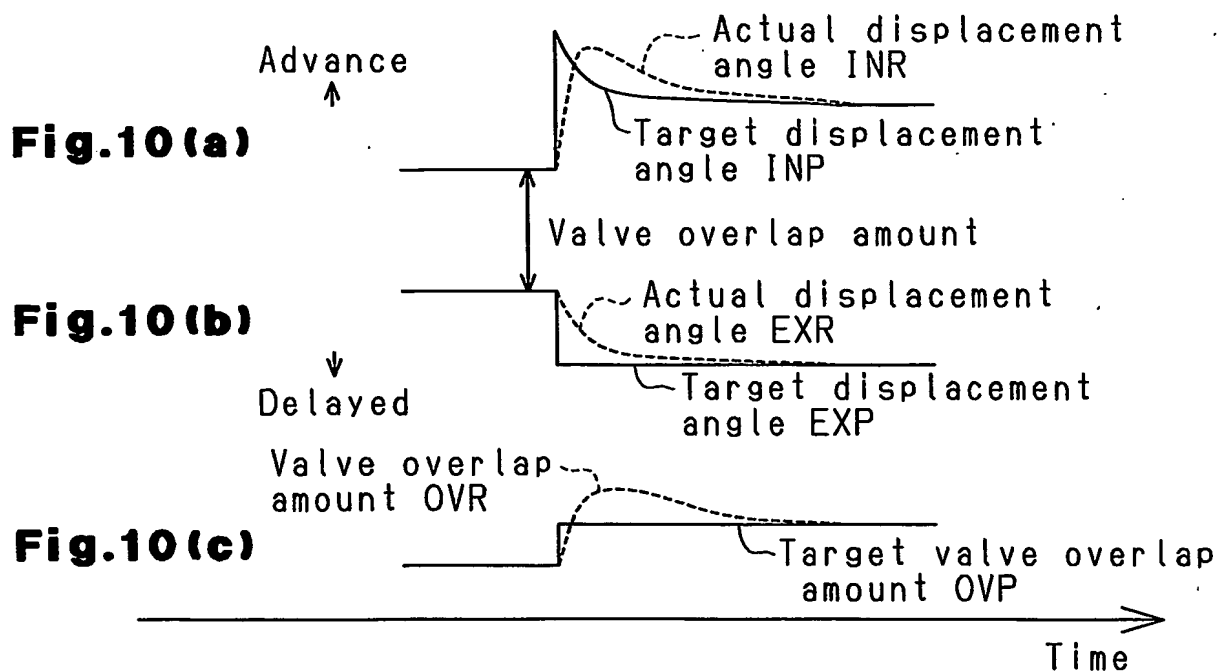 Actual displacement
angle INR
Advance
Fig.10(a)
Target displacement
angle INP
Valve overlap amount
Actual displacement
angle EXR
Fig.10(b)
Target displacement
angle EXP
Delayed
Valve overlap
amount OVR
Fig.10(c)
Target valve overlap
amount OVP
Time